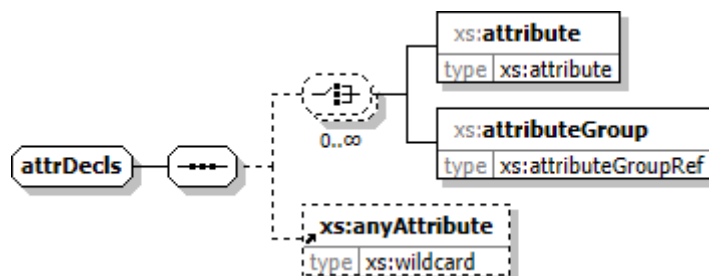 xs:attribute
type xs:attribute
0..∞
xs:attributeGroup
type xs:attributeGroupRef
attrDecls
xs:anyAttribute
type xs:wildcard